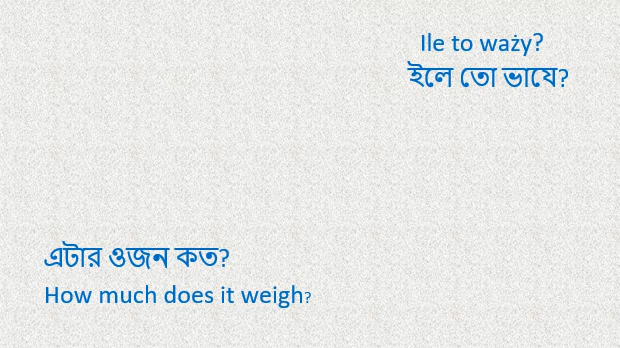 Ile to waży?
ইলে তো ভাযে?
এটার ওজন কত?
How much does it weigh?